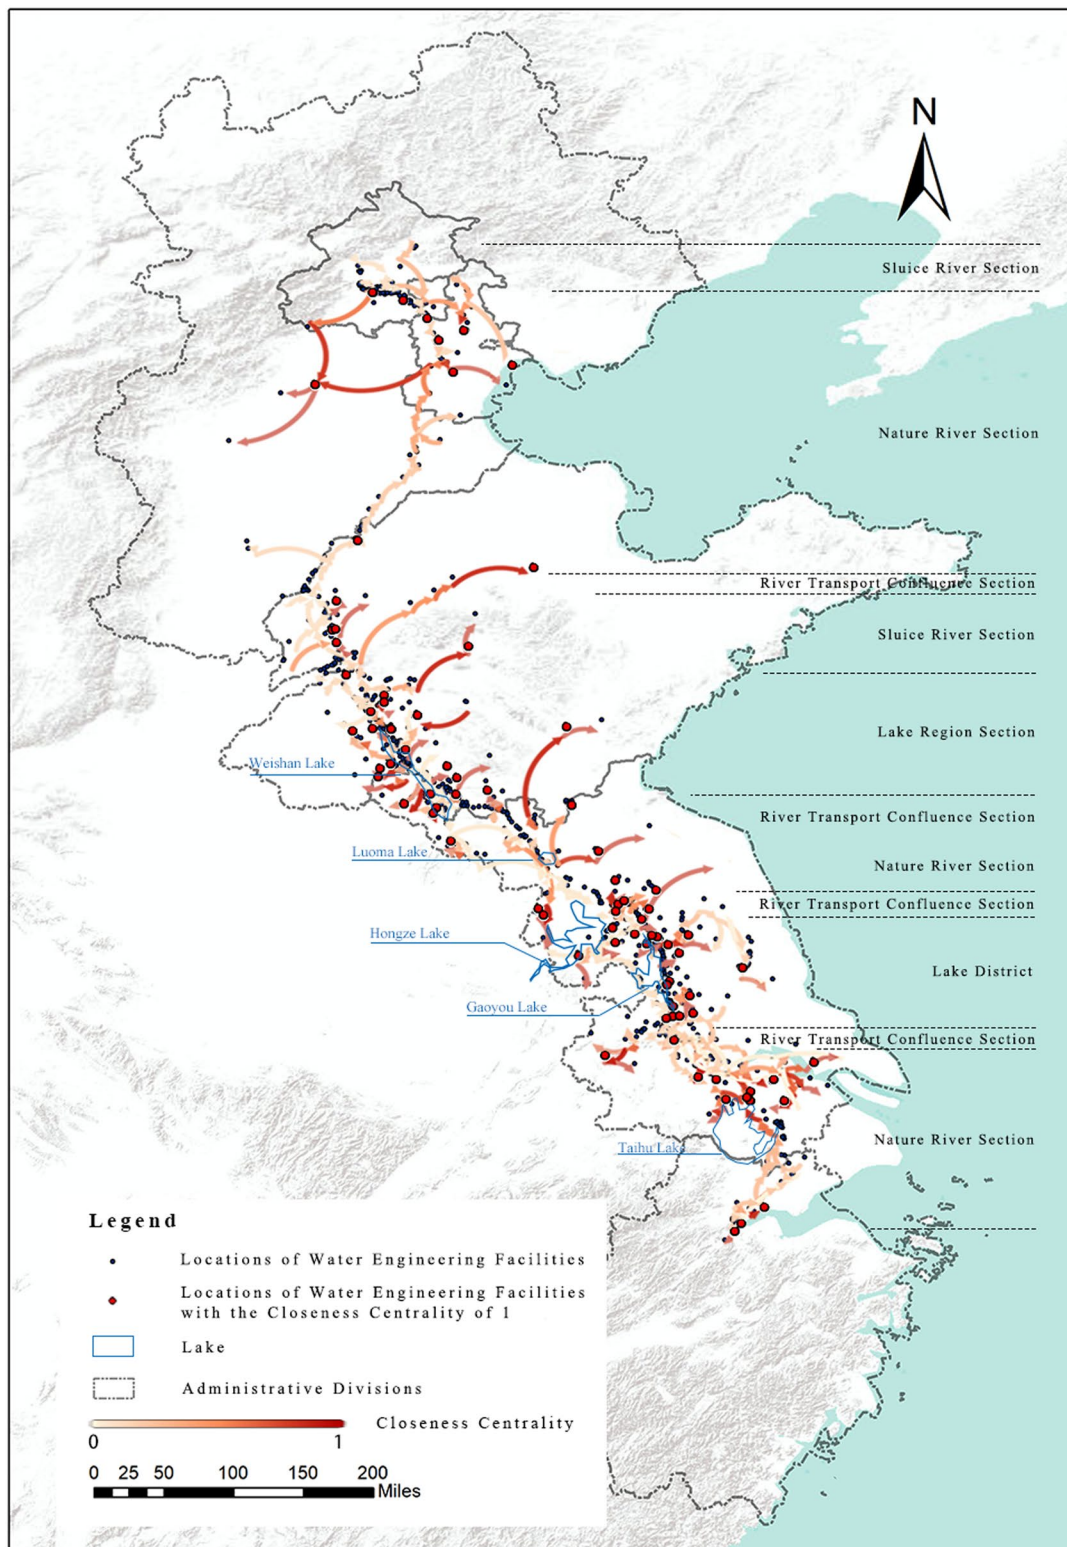 N
Sluice River Section
Nature River Section
River Transport Confluence Section
Sluice River Section
Lake Region Section
Weishan Lake
River Transport Confluence Section
Luoma Lake
Nature River Section
River Transport Confluence Section
Hongze Lake
Lake District
Gaoyou Lake
River Transport Confluence Section
Nature River Section
Taihu Lake
Legend
Locations of Water Engineering Facilities
Locations of Water Engineering Facilities
with the Closeness Centrality of 1
Lake
Administrative Divisions
Closeness Centrality
0 1
0 25 50 100 150 200
Miles